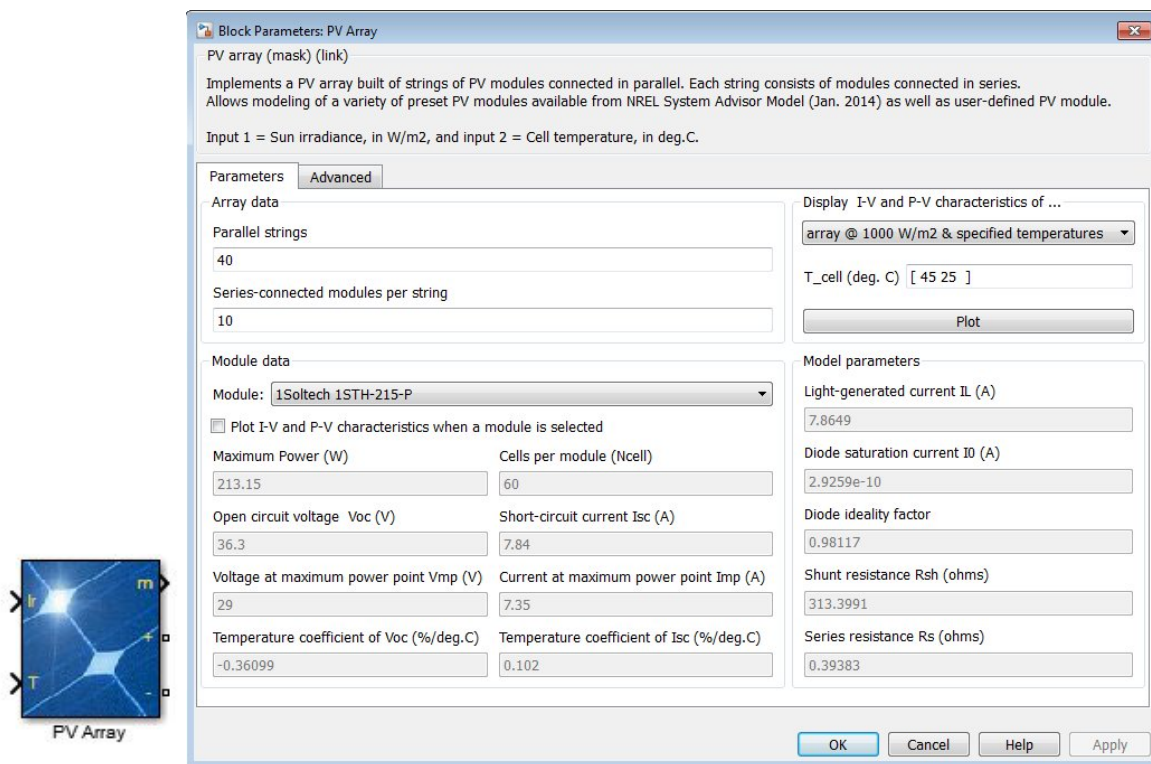 Block Parameters: PV Array
PV array (mask) (link)
Implements a PV array built of strings of PV modules connected in parallel. Each string consists of modules connected in series.
Allows modeling of a variety of preset PV modules available from NREL System Advisor Model (Jan. 2014) as well as user-defined PV module.
Input 1 = Sun irradiance, in W/m2, and input 2 = Cell temperature, in deg.C.
Parameters
Advanced
Array data
Parallel strings
40
Series-connected modules per string
10
Display I-V and P-V characteristics of ...
array @ 1000 W/m2 & specified temperatures
T_cell (deg. C) [ 45 25 ]
Plot
Module data
Module: 1Soltech 1STH-215-P
Plot I-V and P-V characteristics when a module is selected
Maximum Power (W)
213.15
Cells per module (Ncell)
60
Open circuit voltage Voc (V)
36.3
Short-circuit current Isc (A)
7.84
Voltage at maximum power point Vmp (V)
29
Current at maximum power point Imp (A)
7.35
Temperature coefficient of Voc (%/deg.C)
-0.36099
Temperature coefficient of Isc (%/deg.C)
0.102
Model parameters
Light-generated current IL (A)
7.8649
Diode saturation current I0 (A)
2.9259e-10
Diode ideality factor
0.98117
Shunt resistance Rsh (ohms)
313.3991
Series resistance Rs (ohms)
0.39383
OK
Cancel
Help
Apply
Ir
T
m
+
-
PV Array